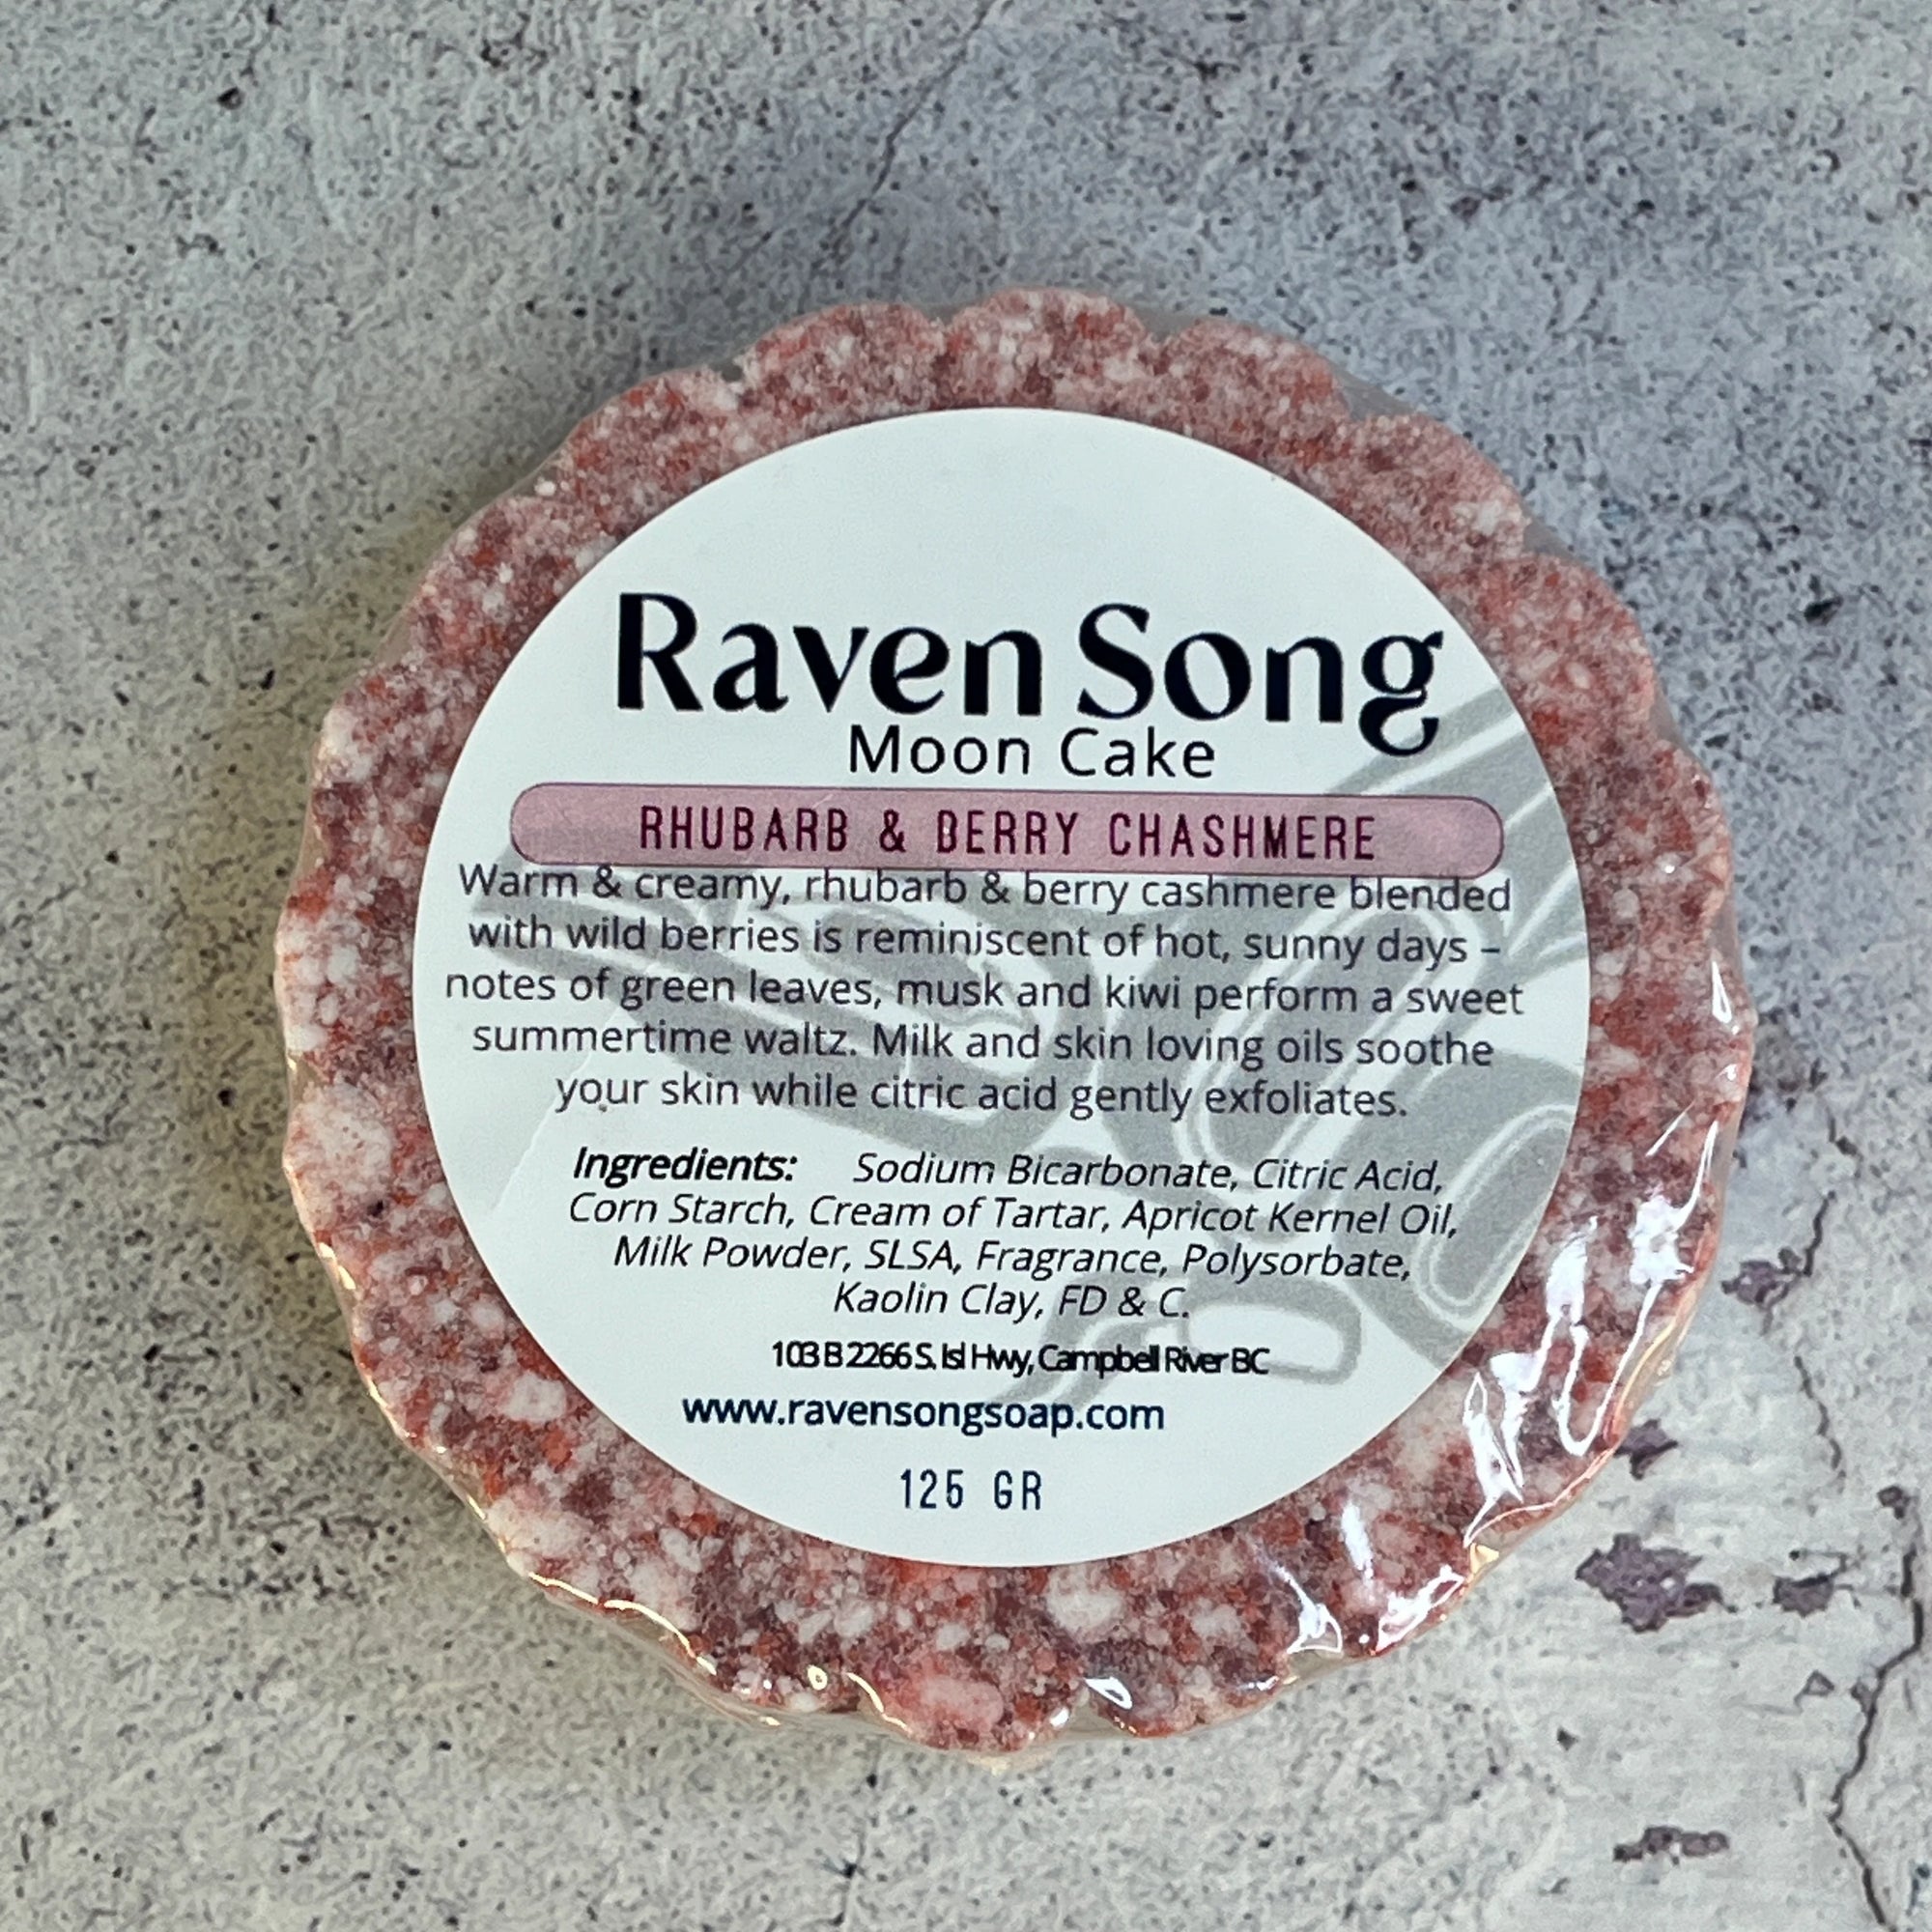 Raven Song
Moon Cake
RHUBARB & BERRY CHASHMERE
Warm & creamy, rhubarb & berry cashmere blended
with wild berries is reminiscent of hot, sunny days –
notes of green leaves, musk and kiwi perform a sweet
summertime waltz. Milk and skin loving oils soothe
your skin while citric acid gently exfoliates.
Ingredients: Sodium Bicarbonate, Citric Acid,
Corn Starch, Cream of Tartar, Apricot Kernel Oil,
Milk Powder, SLSA, Fragrance, Polysorbate,
Kaolin Clay, FD & C.
103 B 2266 S. Isl Hwy, Campbell River BC
www.ravensongsoap.com
125 GR